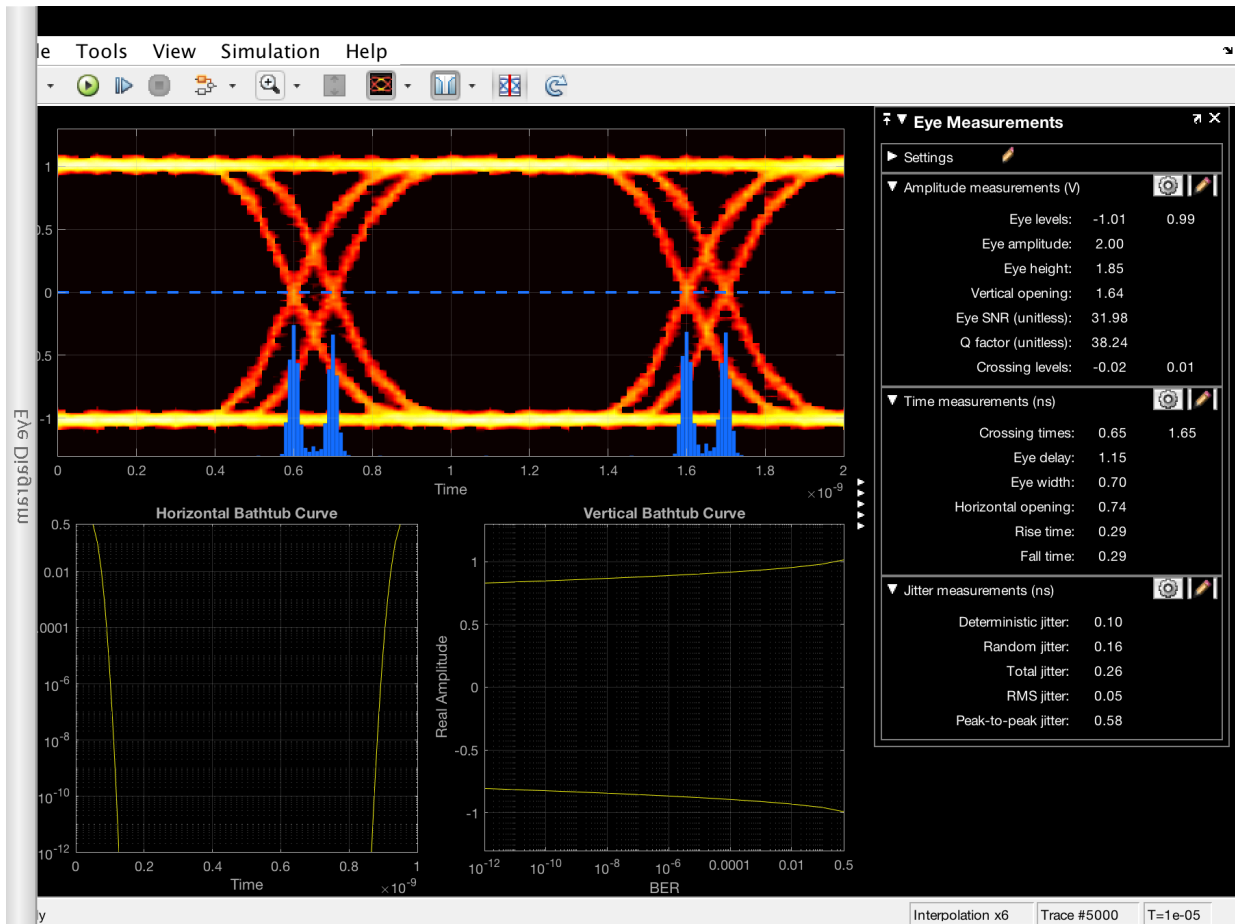 le Tools View Simulation Help
Eye Diagram
1
0.5
0
0.5
-1
0 0.2 0.4 0.6 0.8 1 1.2 1.4 1.6 1.8 2
Time
×10⁻⁹
Horizontal Bathtub Curve
0.5
0.01
.0001
10⁻⁶
10⁻⁸
10⁻¹⁰
10⁻¹²
0 0.2 0.4 0.6 0.8 1
Time
×10⁻⁹
Vertical Bathtub Curve
Real Amplitude
1
0.5
0
-0.5
-1
10⁻¹² 10⁻¹⁰ 10⁻⁸ 10⁻⁶ 0.0001 0.01 0.5
BER
Eye Measurements
Settings
Amplitude measurements (V)
Eye levels: -1.01 0.99
Eye amplitude: 2.00
Eye height: 1.85
Vertical opening: 1.64
Eye SNR (unitless): 31.98
Q factor (unitless): 38.24
Crossing levels: -0.02 0.01
Time measurements (ns)
Crossing times: 0.65 1.65
Eye delay: 1.15
Eye width: 0.70
Horizontal opening: 0.74
Rise time: 0.29
Fall time: 0.29
Jitter measurements (ns)
Deterministic jitter: 0.10
Random jitter: 0.16
Total jitter: 0.26
RMS jitter: 0.05
Peak-to-peak jitter: 0.58
ly
Interpolation x6 Trace #5000 T=1e-05